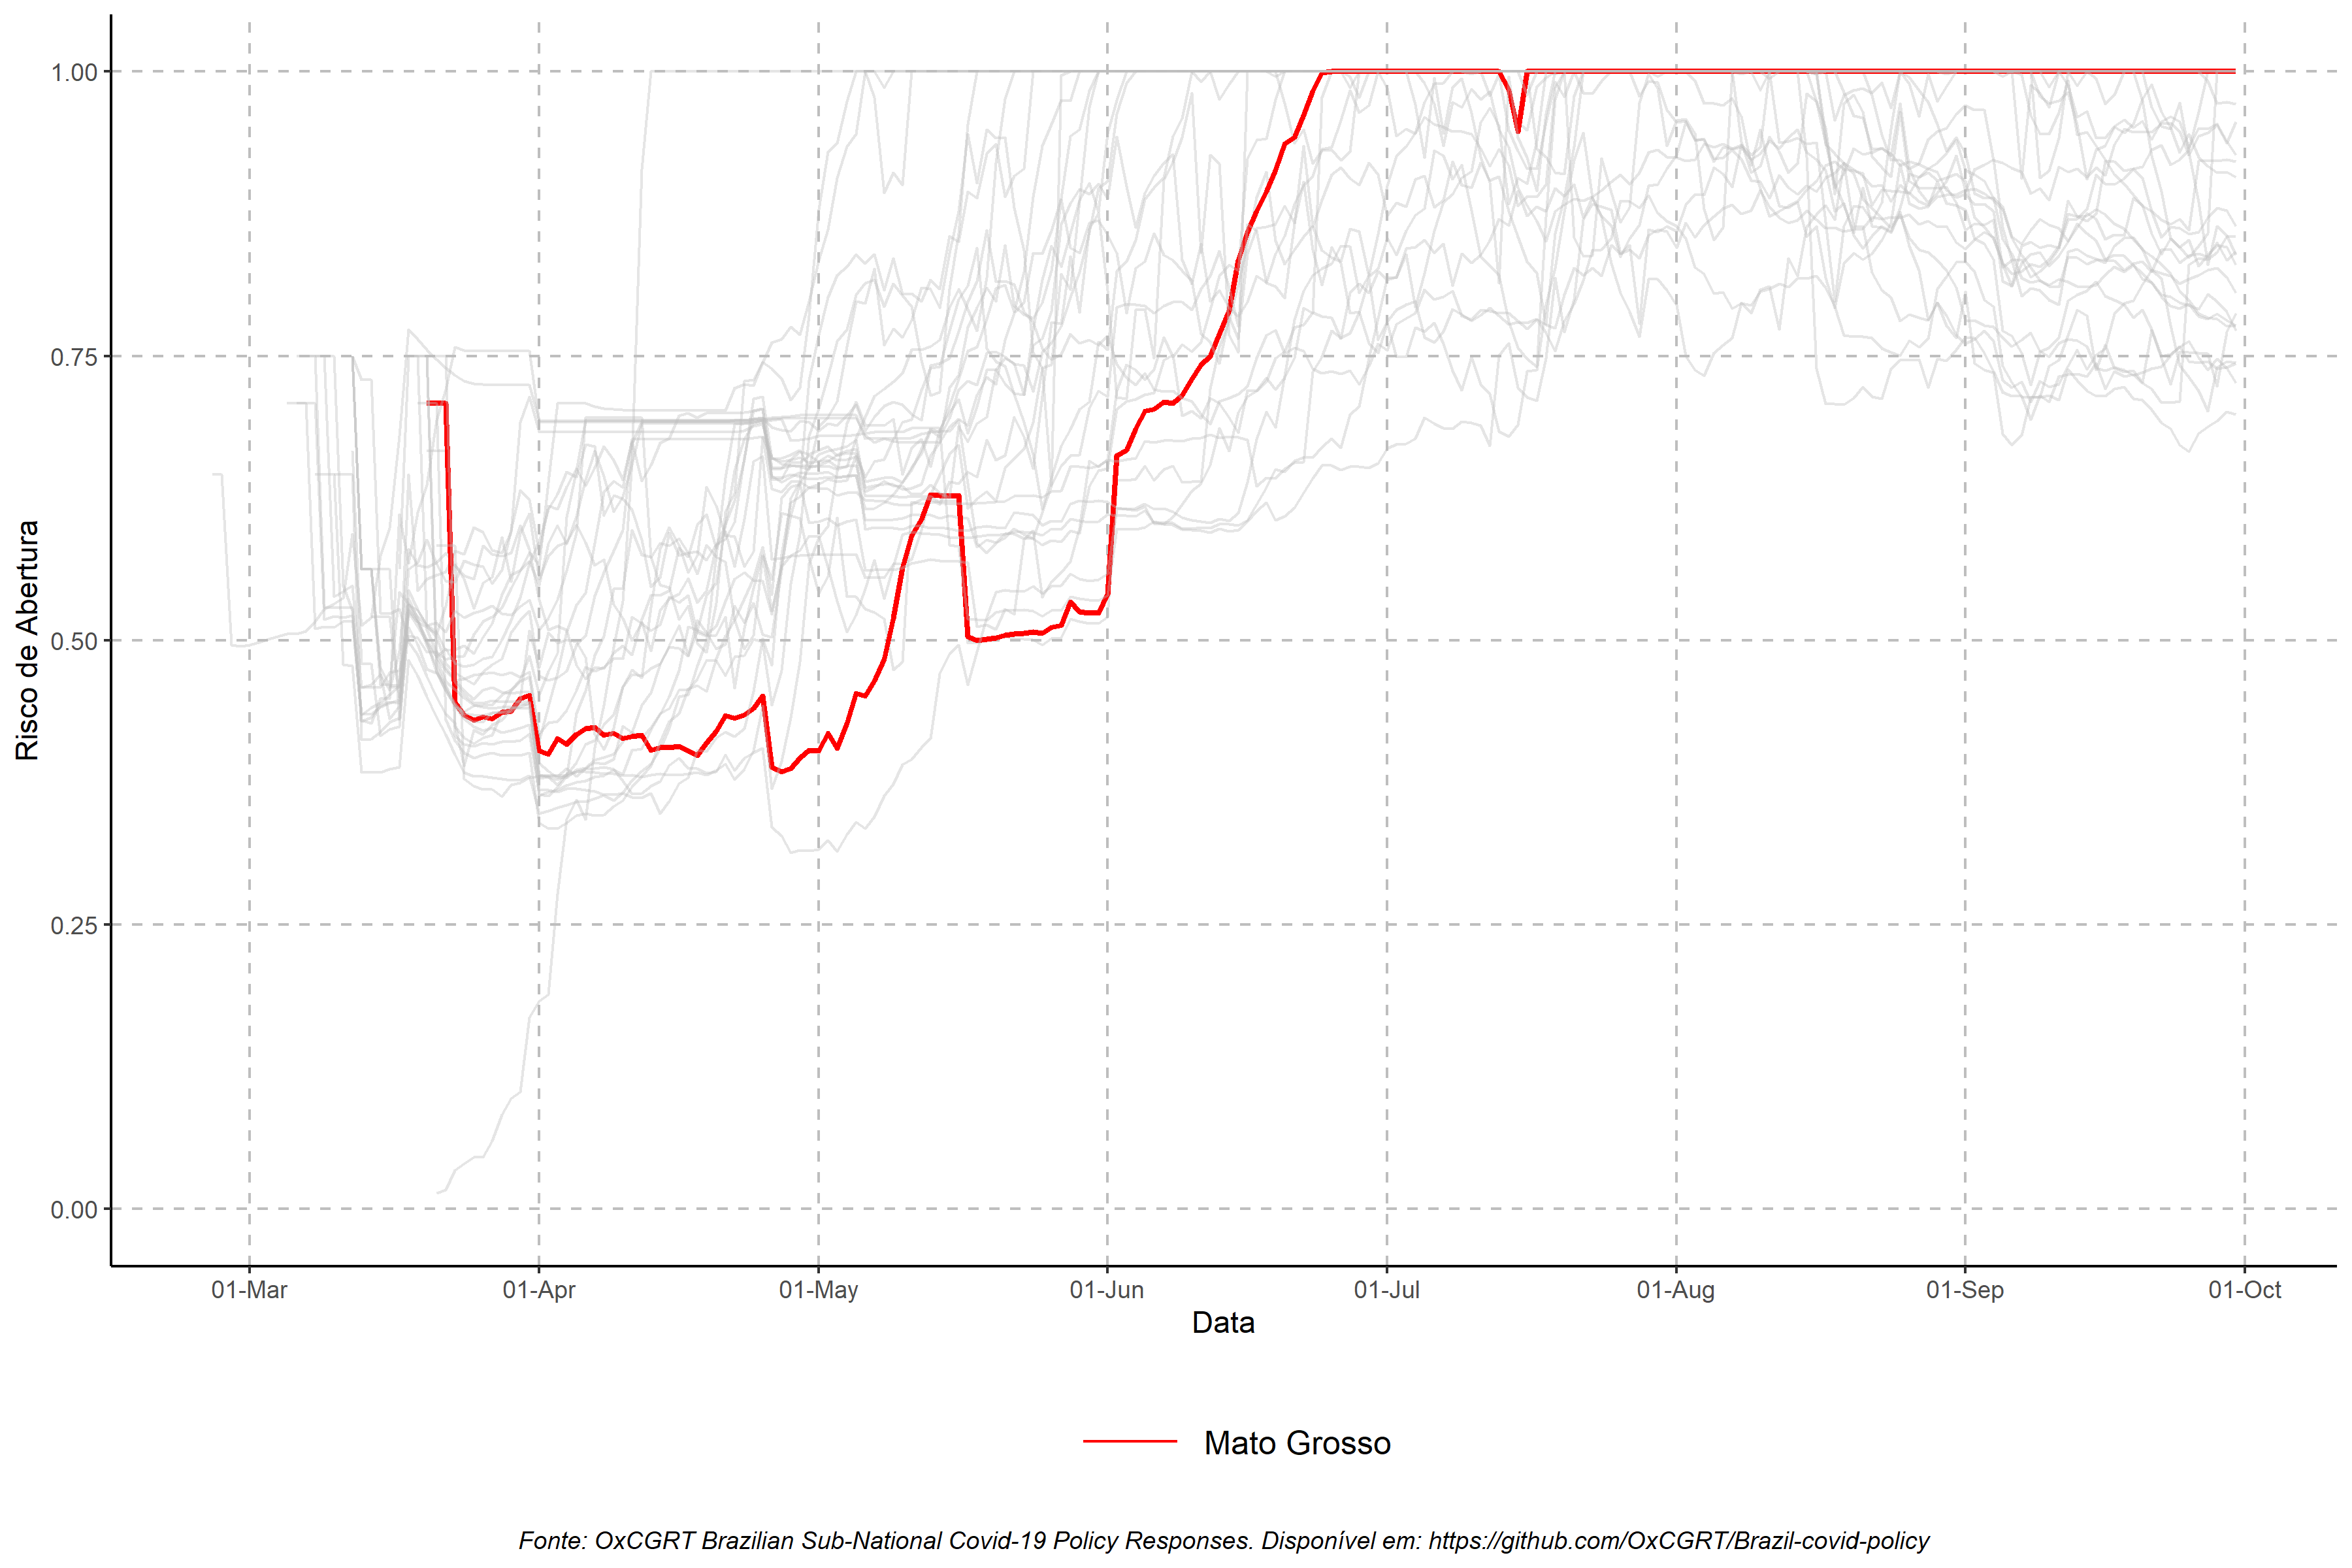 Risco de Abertura
1.00
0.75
0.50
0.25
0.00
01-Mar 01-Apr 01-May 01-Jun 01-Jul 01-Aug 01-Sep 01-Oct
Data
Mato Grosso
Fonte: OxCGRT Brazilian Sub-National Covid-19 Policy Responses. Disponível em: https://github.com/OxCGRT/Brazil-covid-policy